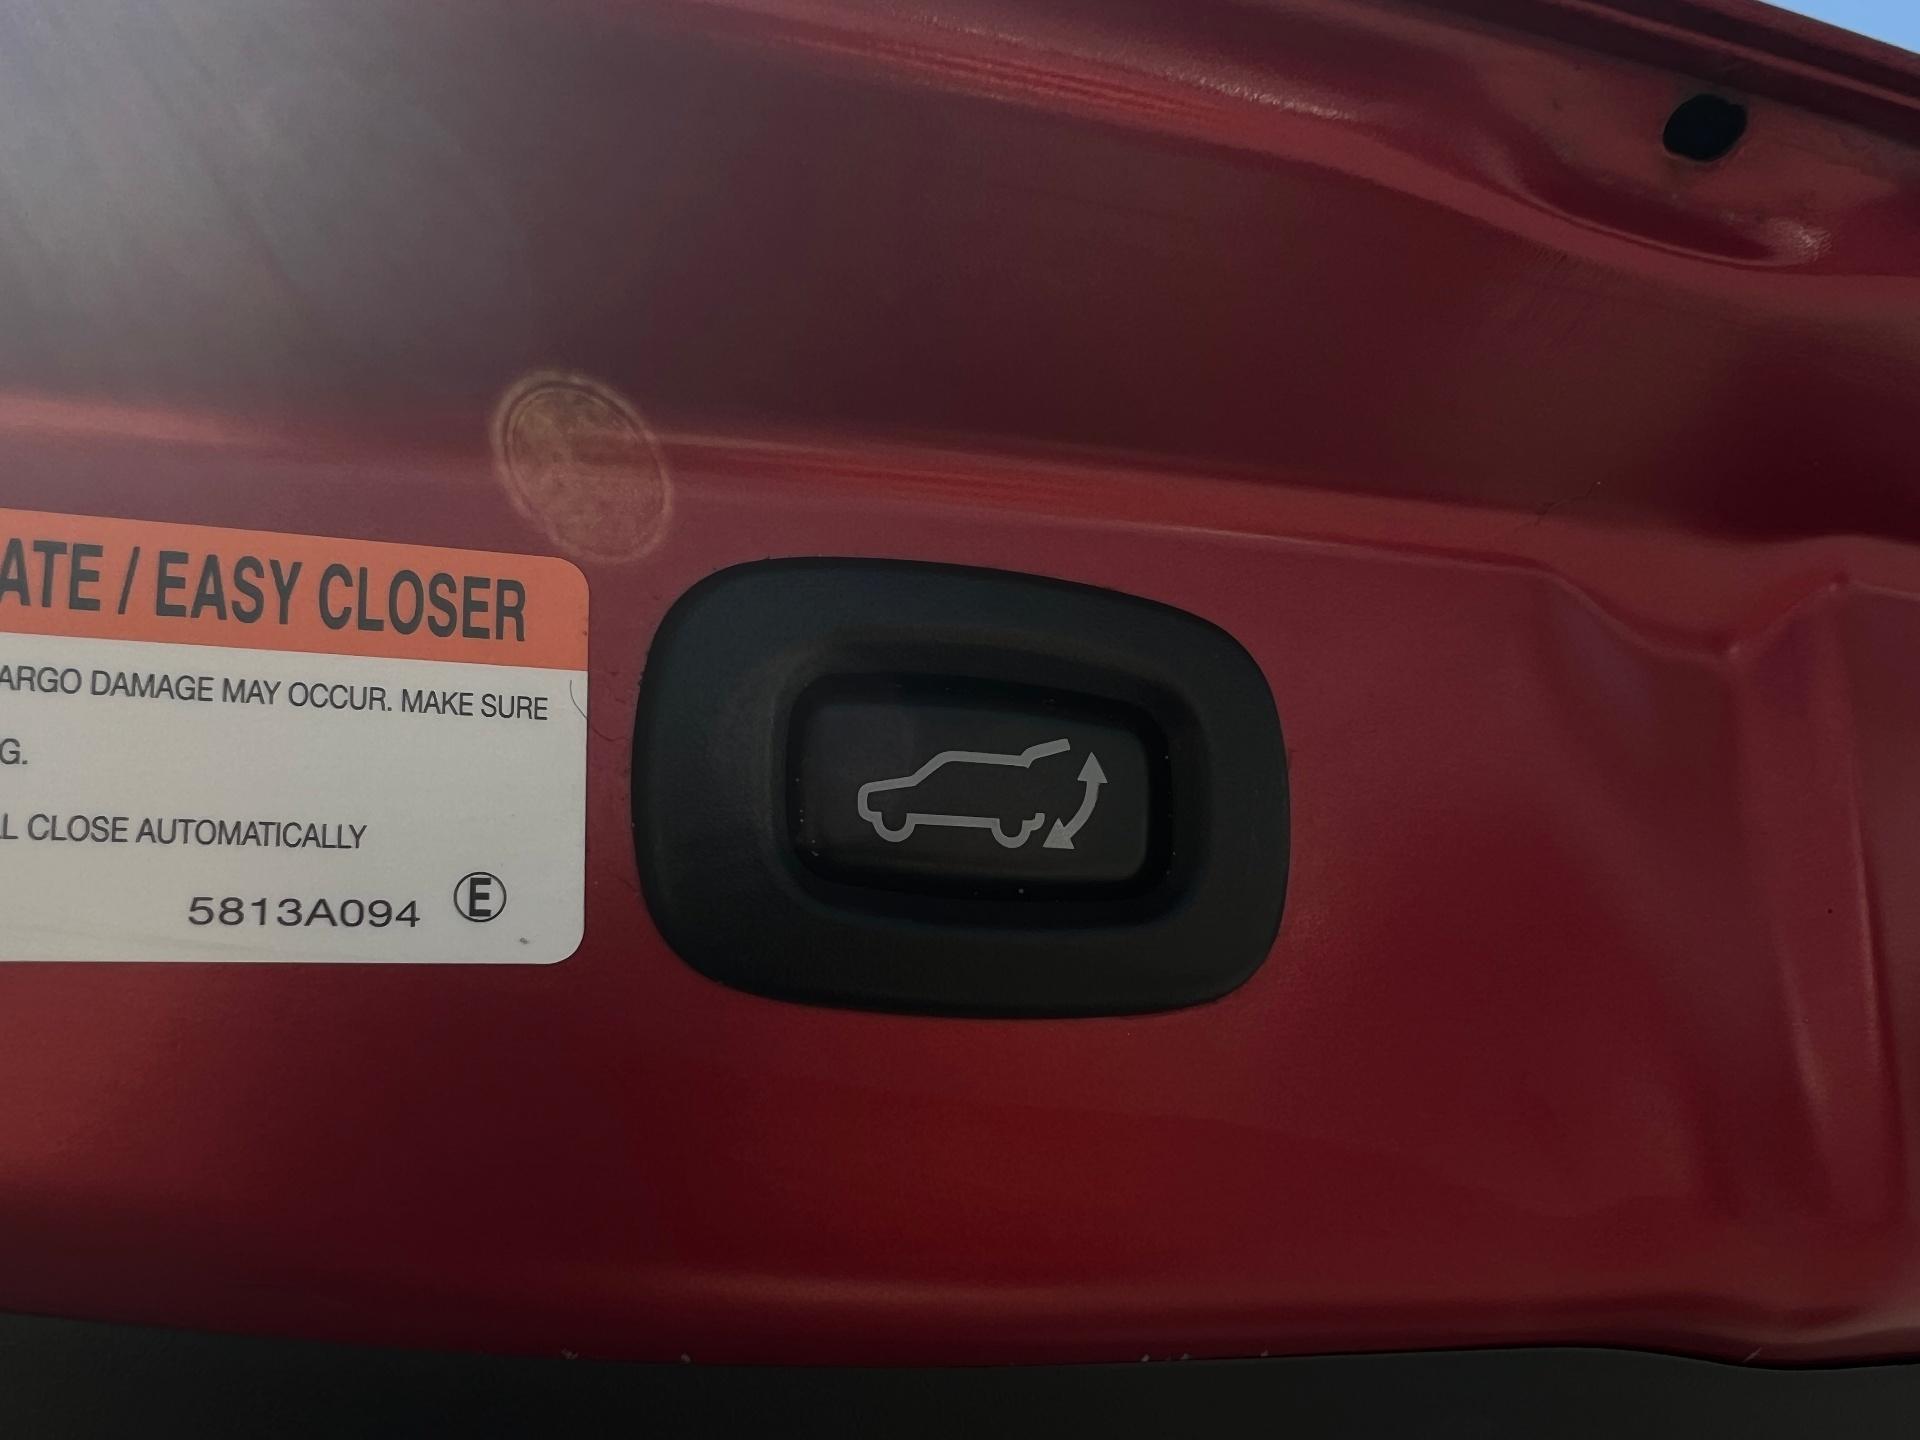 ATE / EASY CLOSER
ARGO DAMAGE MAY OCCUR. MAKE SURE
G.
L CLOSE AUTOMATICALLY
5813A094 E